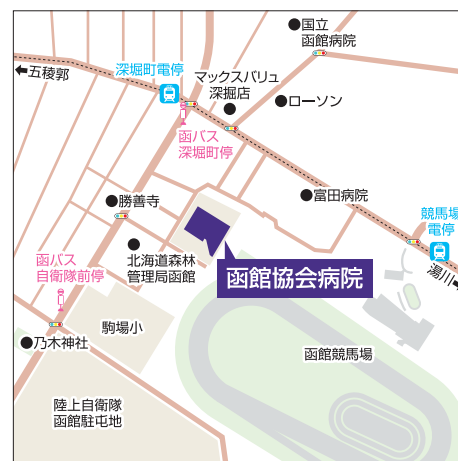 国立
函館病院
←五稜郭
深堀町電停
マックスバリュ
深掘店
ローソン
函バス
深堀町停
勝善寺
富田病院
競馬場
電停
湯川
函バス
自衛隊前停
北海道森林
管理局函館
函館協会病院
駒場小
乃木神社
函館競馬場
陸上自衛隊
函館駐屯地